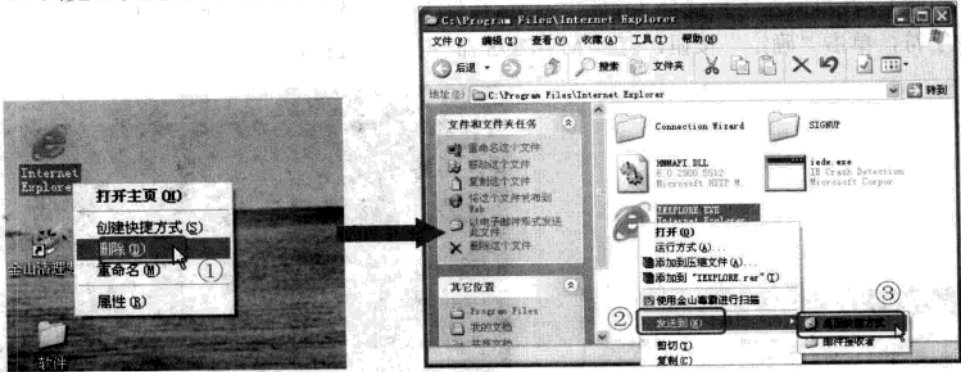 Internet
Explore
金山清理
软件
打开主页(H)
创建快捷方式(S)
删除(D)
重命名(M)
属性(R)
①
C:\Program Files\Internet Explorer
文件(F) 编辑(E) 查看(V) 收藏(A) 工具(T) 帮助(H)
后退 搜索 文件夹
地址(D) C:\Program Files\Internet Explorer 转到
文件和文件夹任务
重命名这个文件
移动这个文件
复制这个文件
将这个文件发布到
Web
以电子邮件形式发送
此文件
删除这个文件
其它位置
Program Files
我的文档
共享文档
Connection Wizard
SIGNUP
HMMAPI.DLL
6.0.2900.5512
Microsoft HTTP M
iedw.exe
IE Crash Detection
Microsoft Corpor
IEXPLORE.EXE
Internet Explorer
打开(O)
运行方式(A)...
添加到压缩文件(A)...
添加到 "IEXPLORE.rar"(T)
使用金山毒霸进行扫描
②
发送到(N)
剪切(T)
复制(C)
③
桌面快捷方式
邮件接收者